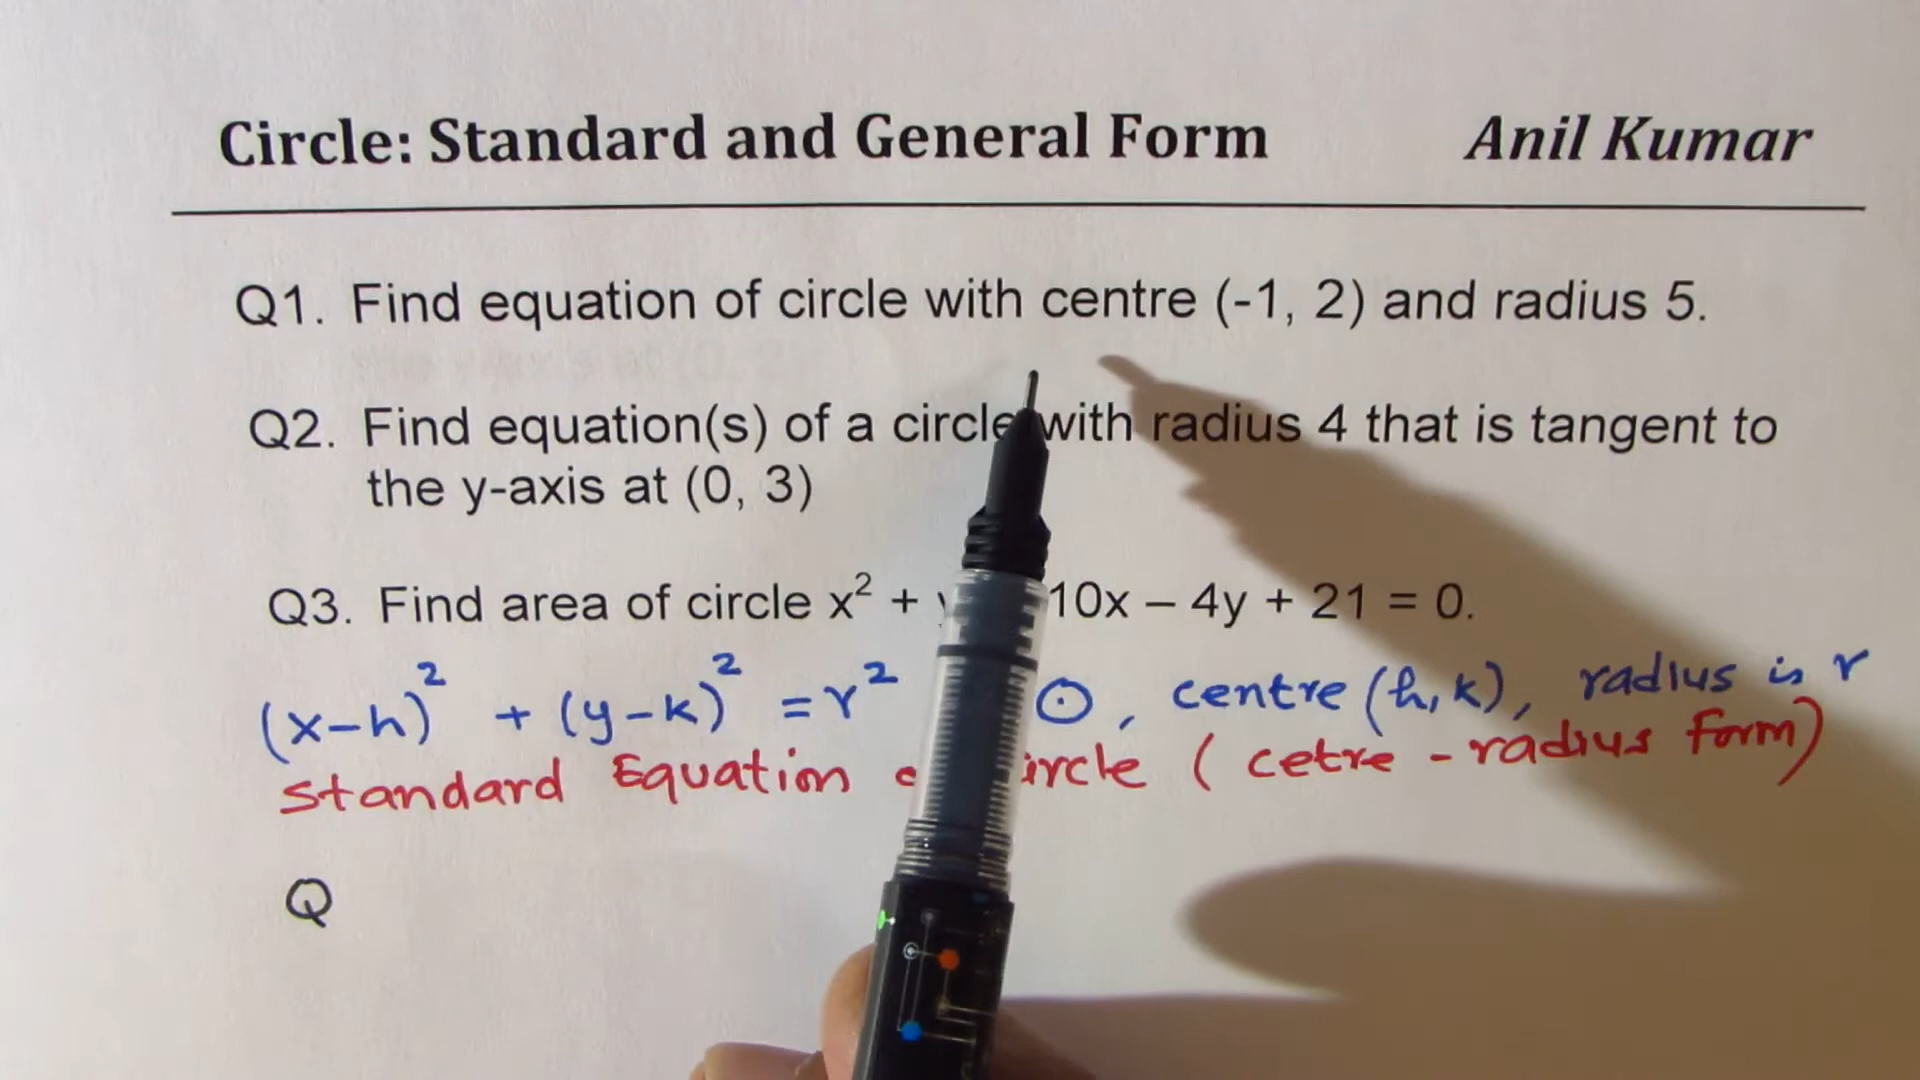 Circle: Standard and General Form Anil Kumar
Q1. Find equation of circle with centre (-1, 2) and radius 5.
Q2. Find equation(s) of a circle with radius 4 that is tangent to
the y-axis at (0, 3)
Q3. Find area of circle x² + 10x – 4y + 21 = 0.
(x-h)² + (y-k)² = r² ⊙, centre (h, k), radius is r
Standard Equation ircle (cetre - radius form)
Q